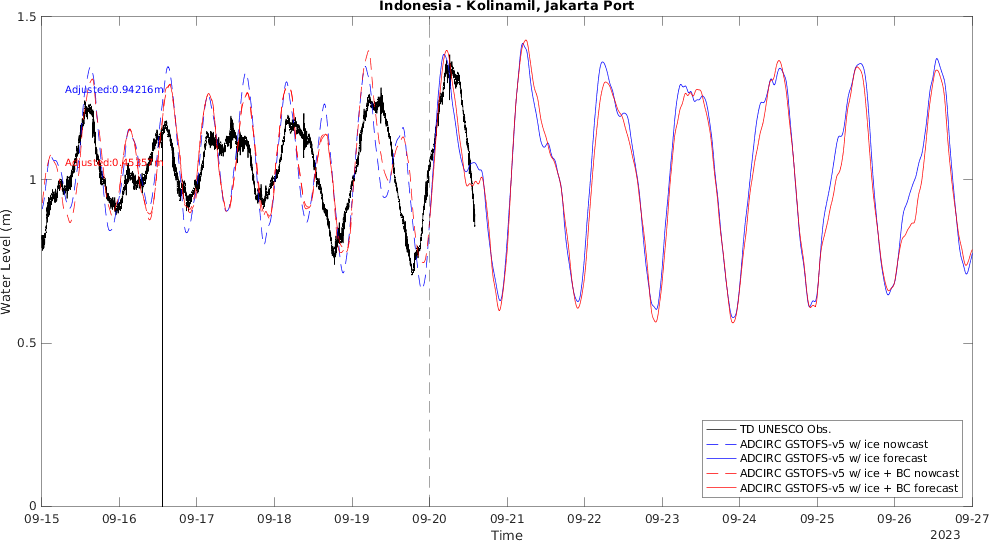 Indonesia - Kolinamil, Jakarta Port
1.5
Adjusted:0.94216m
1
Water Level (m)
0.5
TD UNESCO Obs.
ADCIRC GSTOFS-v5 w/ ice nowcast
ADCIRC GSTOFS-v5 w/ ice forecast
ADCIRC GSTOFS-v5 w/ ice + BC nowcast
ADCIRC GSTOFS-v5 w/ ice + BC forecast
0
09-15 09-16 09-17 09-18 09-19 09-20 09-21 09-22 09-23 09-24 09-25 09-26 09-27
Time
2023